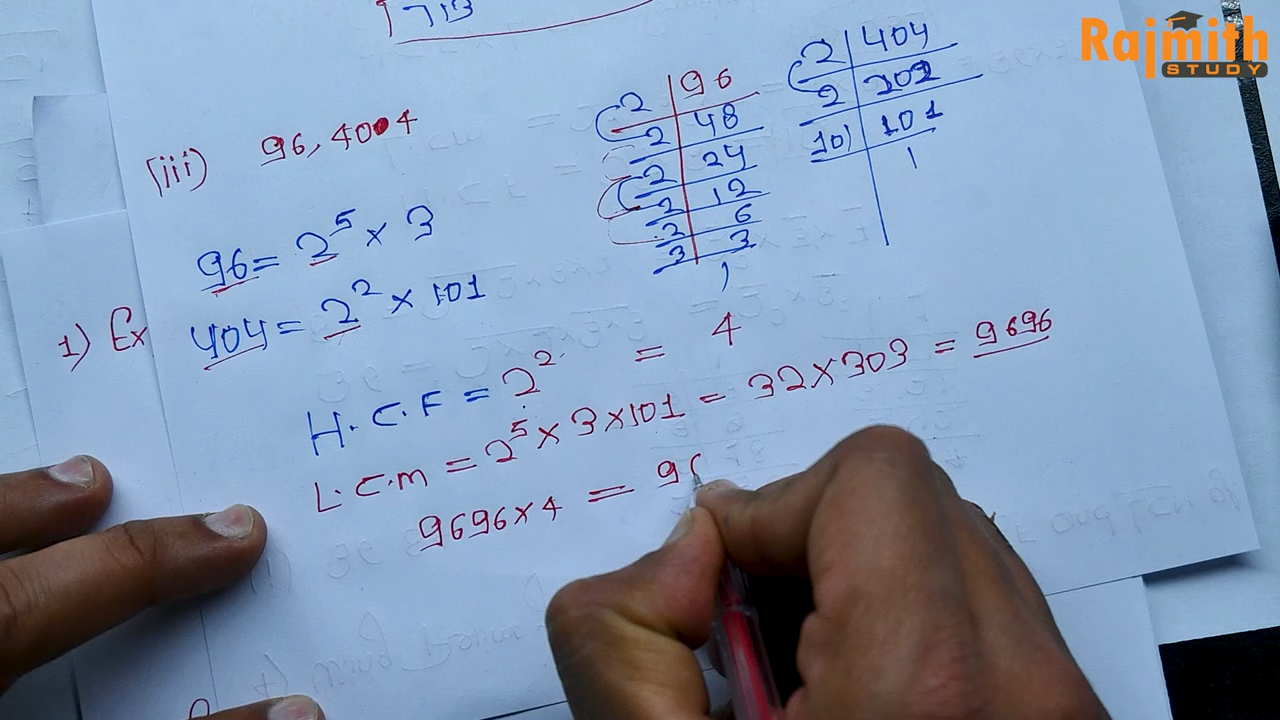 713
Rajmith
STUDY
(iii) 96, 404
2 | 96
2 | 48
2 | 24
2 | 12
2 | 6
3 | 3
1
2 | 404
2 | 202
101 | 101
1
96 = 2⁵ × 3
1) Ex
404 = 2² × 101
H.C.F = 2² = 4
L.C.M = 2⁵ × 3 × 101 = 32 × 303 = 9696
9696 × 4 = 96